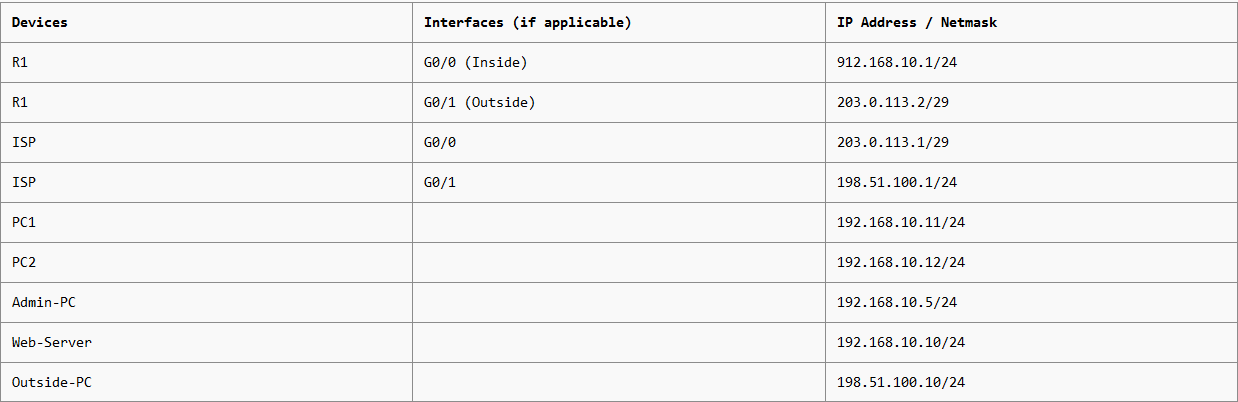 Devices Interfaces (if applicable) IP Address / Netmask
R1 G0/0 (Inside) 912.168.10.1/24
R1 G0/1 (Outside) 203.0.113.2/29
ISP G0/0 203.0.113.1/29
ISP G0/1 198.51.100.1/24
PC1 192.168.10.11/24
PC2 192.168.10.12/24
Admin-PC 192.168.10.5/24
Web-Server 192.168.10.10/24
Outside-PC 198.51.100.10/24